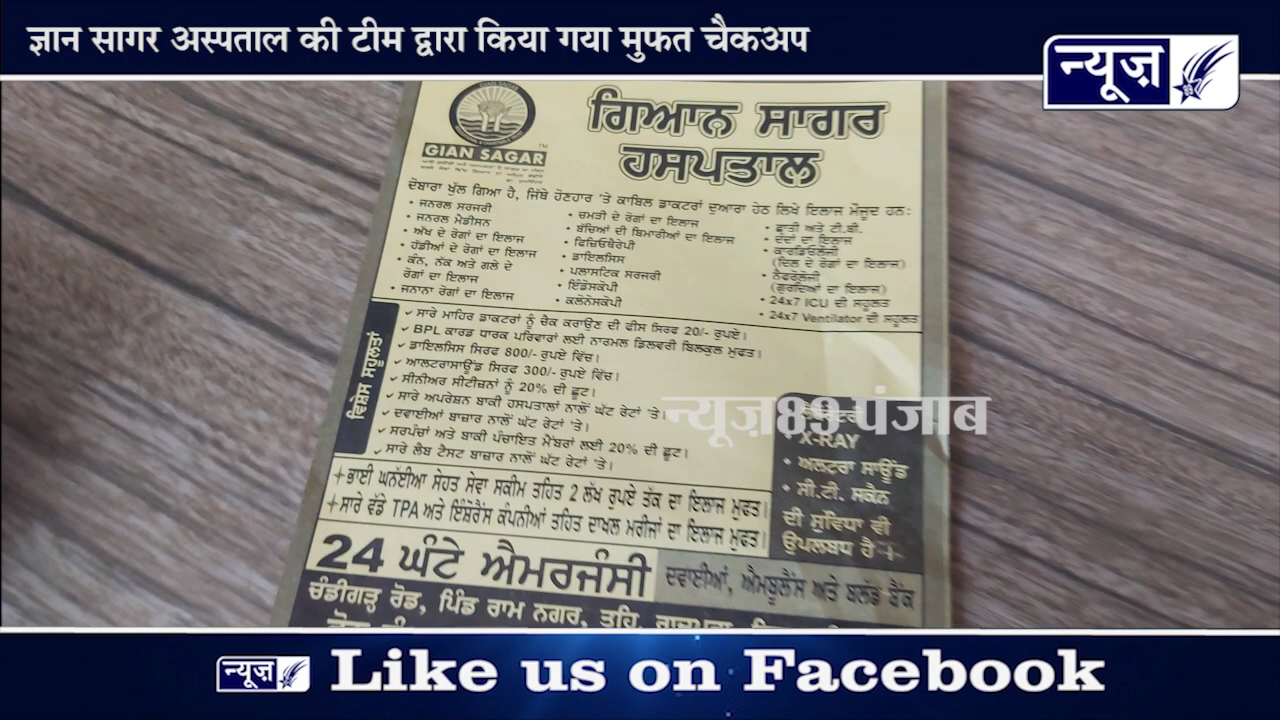 ज्ञान सागर अस्पताल की टीम द्वारा किया गया मुफत चैकअप
न्यूज़
GIAN SAGAR
TM
ਗਿਆਨ ਸਾਗਰ
ਹਸਪਤਾਲ
ਦੋਬਾਰਾ ਖੁੱਲ ਗਿਆ ਹੈ, ਜਿੱਥੇ ਹੋਣਹਾਰ 'ਤੇ ਕਾਬਿਲ ਡਾਕਟਰਾਂ ਦੁਆਰਾ ਹੇਠ ਲਿਖੇ ਇਲਾਜ ਮੌਜੂਦ ਹਨ:
• ਜਨਰਲ ਸਰਜਰੀ
• ਜਨਰਲ ਮੈਡੀਸਨ
• ਅੱਖ ਦੇ ਰੋਗਾਂ ਦਾ ਇਲਾਜ
• ਹੱਡੀਆਂ ਦੇ ਰੋਗਾਂ ਦਾ ਇਲਾਜ
• ਕੰਨ, ਨੱਕ ਅਤੇ ਗਲੇ ਦੇ
ਰੋਗਾਂ ਦਾ ਇਲਾਜ
• ਜਨਾਨਾ ਰੋਗਾਂ ਦਾ ਇਲਾਜ
• ਚਮੜੀ ਦੇ ਰੋਗਾਂ ਦਾ ਇਲਾਜ
• ਬੱਚਿਆਂ ਦੀ ਬਿਮਾਰੀਆਂ ਦਾ ਇਲਾਜ
• ਫਿਜ਼ਿਓਥੈਰੇਪੀ
• ਡਾਇਲਸਿਸ
• ਪਲਾਸਟਿਕ ਸਰਜਰੀ
• ਇੰਡੋਸਕੋਪੀ
• ਕਲੋਨੋਸਕੋਪੀ
• ਛਾਤੀ ਅਤੇ ਟੀ.ਬੀ.
• ਦੰਦਾਂ ਦਾ ਇਲਾਜ
• ਕਾਰਡਿਓਲੋਜੀ
(ਦਿਲ ਦੇ ਰੋਗਾਂ ਦਾ ਇਲਾਜ)
• ਨੈਫਰੋਲੋਜੀ
(ਗੁਰਦਿਆਂ ਦਾ ਇਲਾਜ)
• 24x7 ICU ਦੀ ਸਹੂਲਤ
• 24x7 Ventilator ਦੀ ਸਹੂਲਤ
ਵਿਸ਼ੇਸ ਸਹੂਲਤਾਂ
✓ ਸਾਰੇ ਮਾਹਿਰ ਡਾਕਟਰਾਂ ਨੂੰ ਚੈਕ ਕਰਾਉਣ ਦੀ ਫੀਸ ਸਿਰਫ 20/- ਰੁਪਏ।
✓ BPL ਕਾਰਡ ਧਾਰਕ ਪਰਿਵਾਰਾਂ ਲਈ ਨਾਰਮਲ ਡਿਲਵਰੀ ਬਿਲਕੁਲ ਮੁਫਤ।
✓ ਡਾਇਲਸਿਸ ਸਿਰਫ 800/- ਰੁਪਏ ਵਿੱਚ।
✓ ਆਲਟਰਾਸਾਊਂਡ ਸਿਰਫ 300/- ਰੁਪਏ ਵਿੱਚ।
✓ ਸੀਨੀਅਰ ਸੀਟੀਜ਼ਨਾਂ ਨੂੰ 20% ਦੀ ਛੂਟ।
✓ ਸਾਰੇ ਅਪਰੇਸ਼ਨ ਬਾਕੀ ਹਸਪਤਾਲਾਂ ਨਾਲੋਂ ਘੱਟ ਰੇਟਾਂ 'ਤੇ।
✓ ਦਵਾਈਆਂ ਬਾਜ਼ਾਰ ਨਾਲੋਂ ਘੱਟ ਰੇਟਾਂ 'ਤੇ।
✓ ਸਰਪੰਚਾਂ ਅਤੇ ਬਾਕੀ ਪੰਚਾਇਤ ਮੈਂਬਰਾਂ ਲਈ 20% ਦੀ ਛੂਟ।
✓ ਸਾਰੇ ਲੈਬ ਟੈਸਟ ਬਾਜ਼ਾਰ ਨਾਲੋਂ ਘੱਟ ਰੇਟਾਂ 'ਤੇ।
न्यूज़89 पंजाब
• X-RAY
• ਅਲਟਰਾ ਸਾਊਂਡ
• ਸੀ.ਟੀ. ਸਕੈਨ
ਦੀ ਸੁਵਿਧਾ ਵੀ
ਉਪਲਬਧ ਹੈ
+ਭਾਈ ਘਨੱਈਆ ਸੇਹਤ ਸੇਵਾ ਸਕੀਮ ਤਹਿਤ 2 ਲੱਖ ਰੁਪਏ ਤੱਕ ਦਾ ਇਲਾਜ ਮੁਫਤ।
+ਸਾਰੇ ਵੱਡੇ TPA ਅਤੇ ਇੰਸ਼ੋਰੈਂਸ ਕੰਪਨੀਆਂ ਤਹਿਤ ਦਾਖਲ ਮਰੀਜਾਂ ਦਾ ਇਲਾਜ ਮੁਫਤ।
24 ਘੰਟੇ ਐਮਰਜੰਸੀ
ਦਵਾਈਆਂ, ਐਮਬੂਲੈਂਸ ਅਤੇ ਬਲੱਡ ਬੈਂਕ
ਚੰਡੀਗੜ੍ਹ ਰੋਡ, ਪਿੰਡ ਰਾਮ ਨਗਰ, ਤਹਿ.
न्यूज़
Like us on Facebook